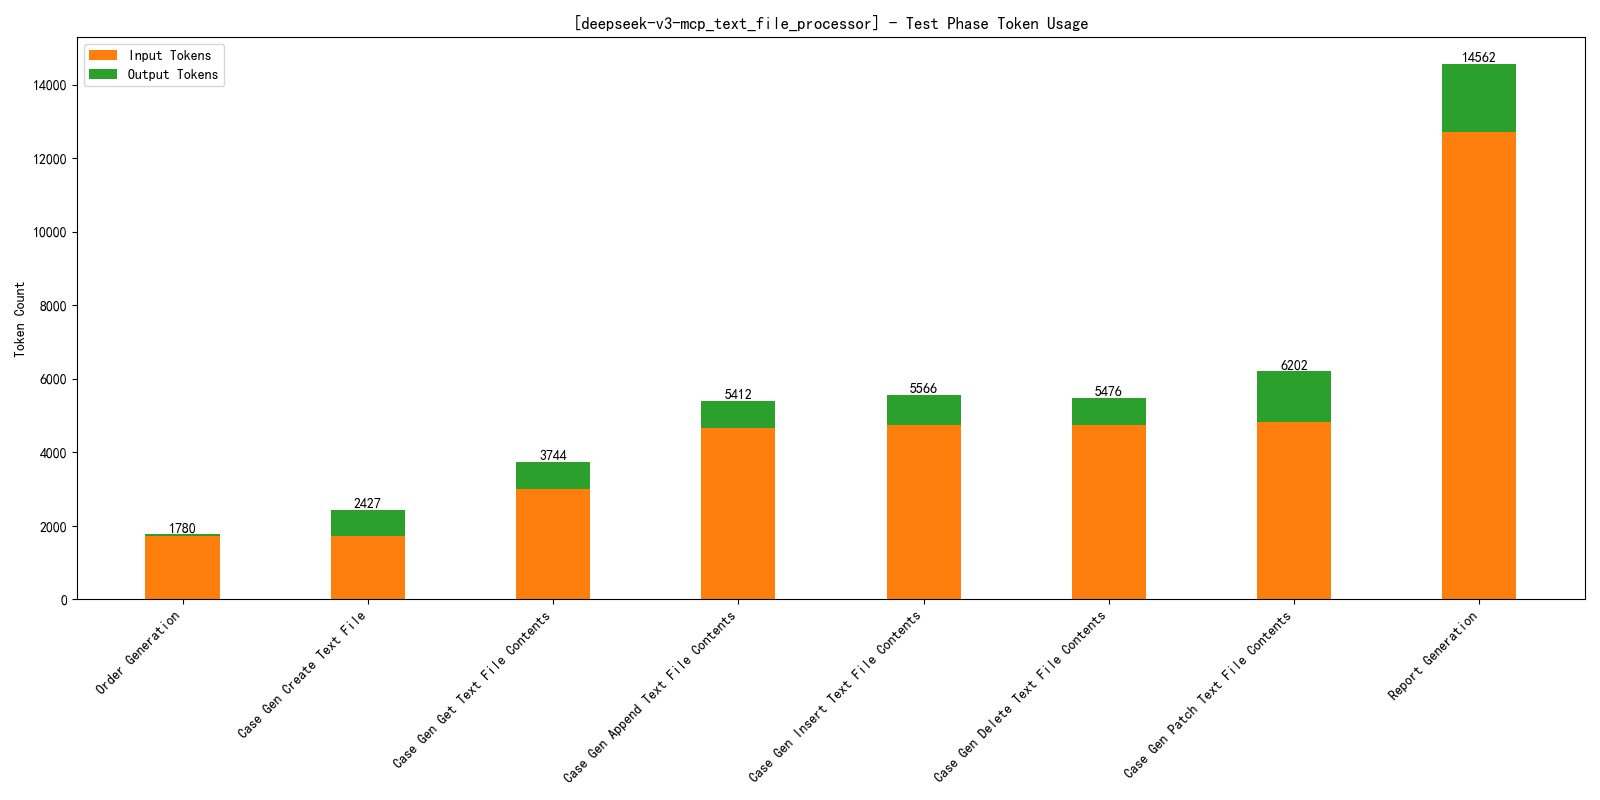 [deepseek-v3-mcp_text_file_processor] - Test Phase Token Usage
Input Tokens
Output Tokens
Token Count
14000
12000
10000
8000
6000
4000
2000
0
1780
2427
3744
5412
5566
5476
6202
14562
Order Generation
Case Gen Create Text File
Case Gen Get Text File Contents
Case Gen Append Text File Contents
Case Gen Insert Text File Contents
Case Gen Delete Text File Contents
Case Gen Patch Text File Contents
Report Generation